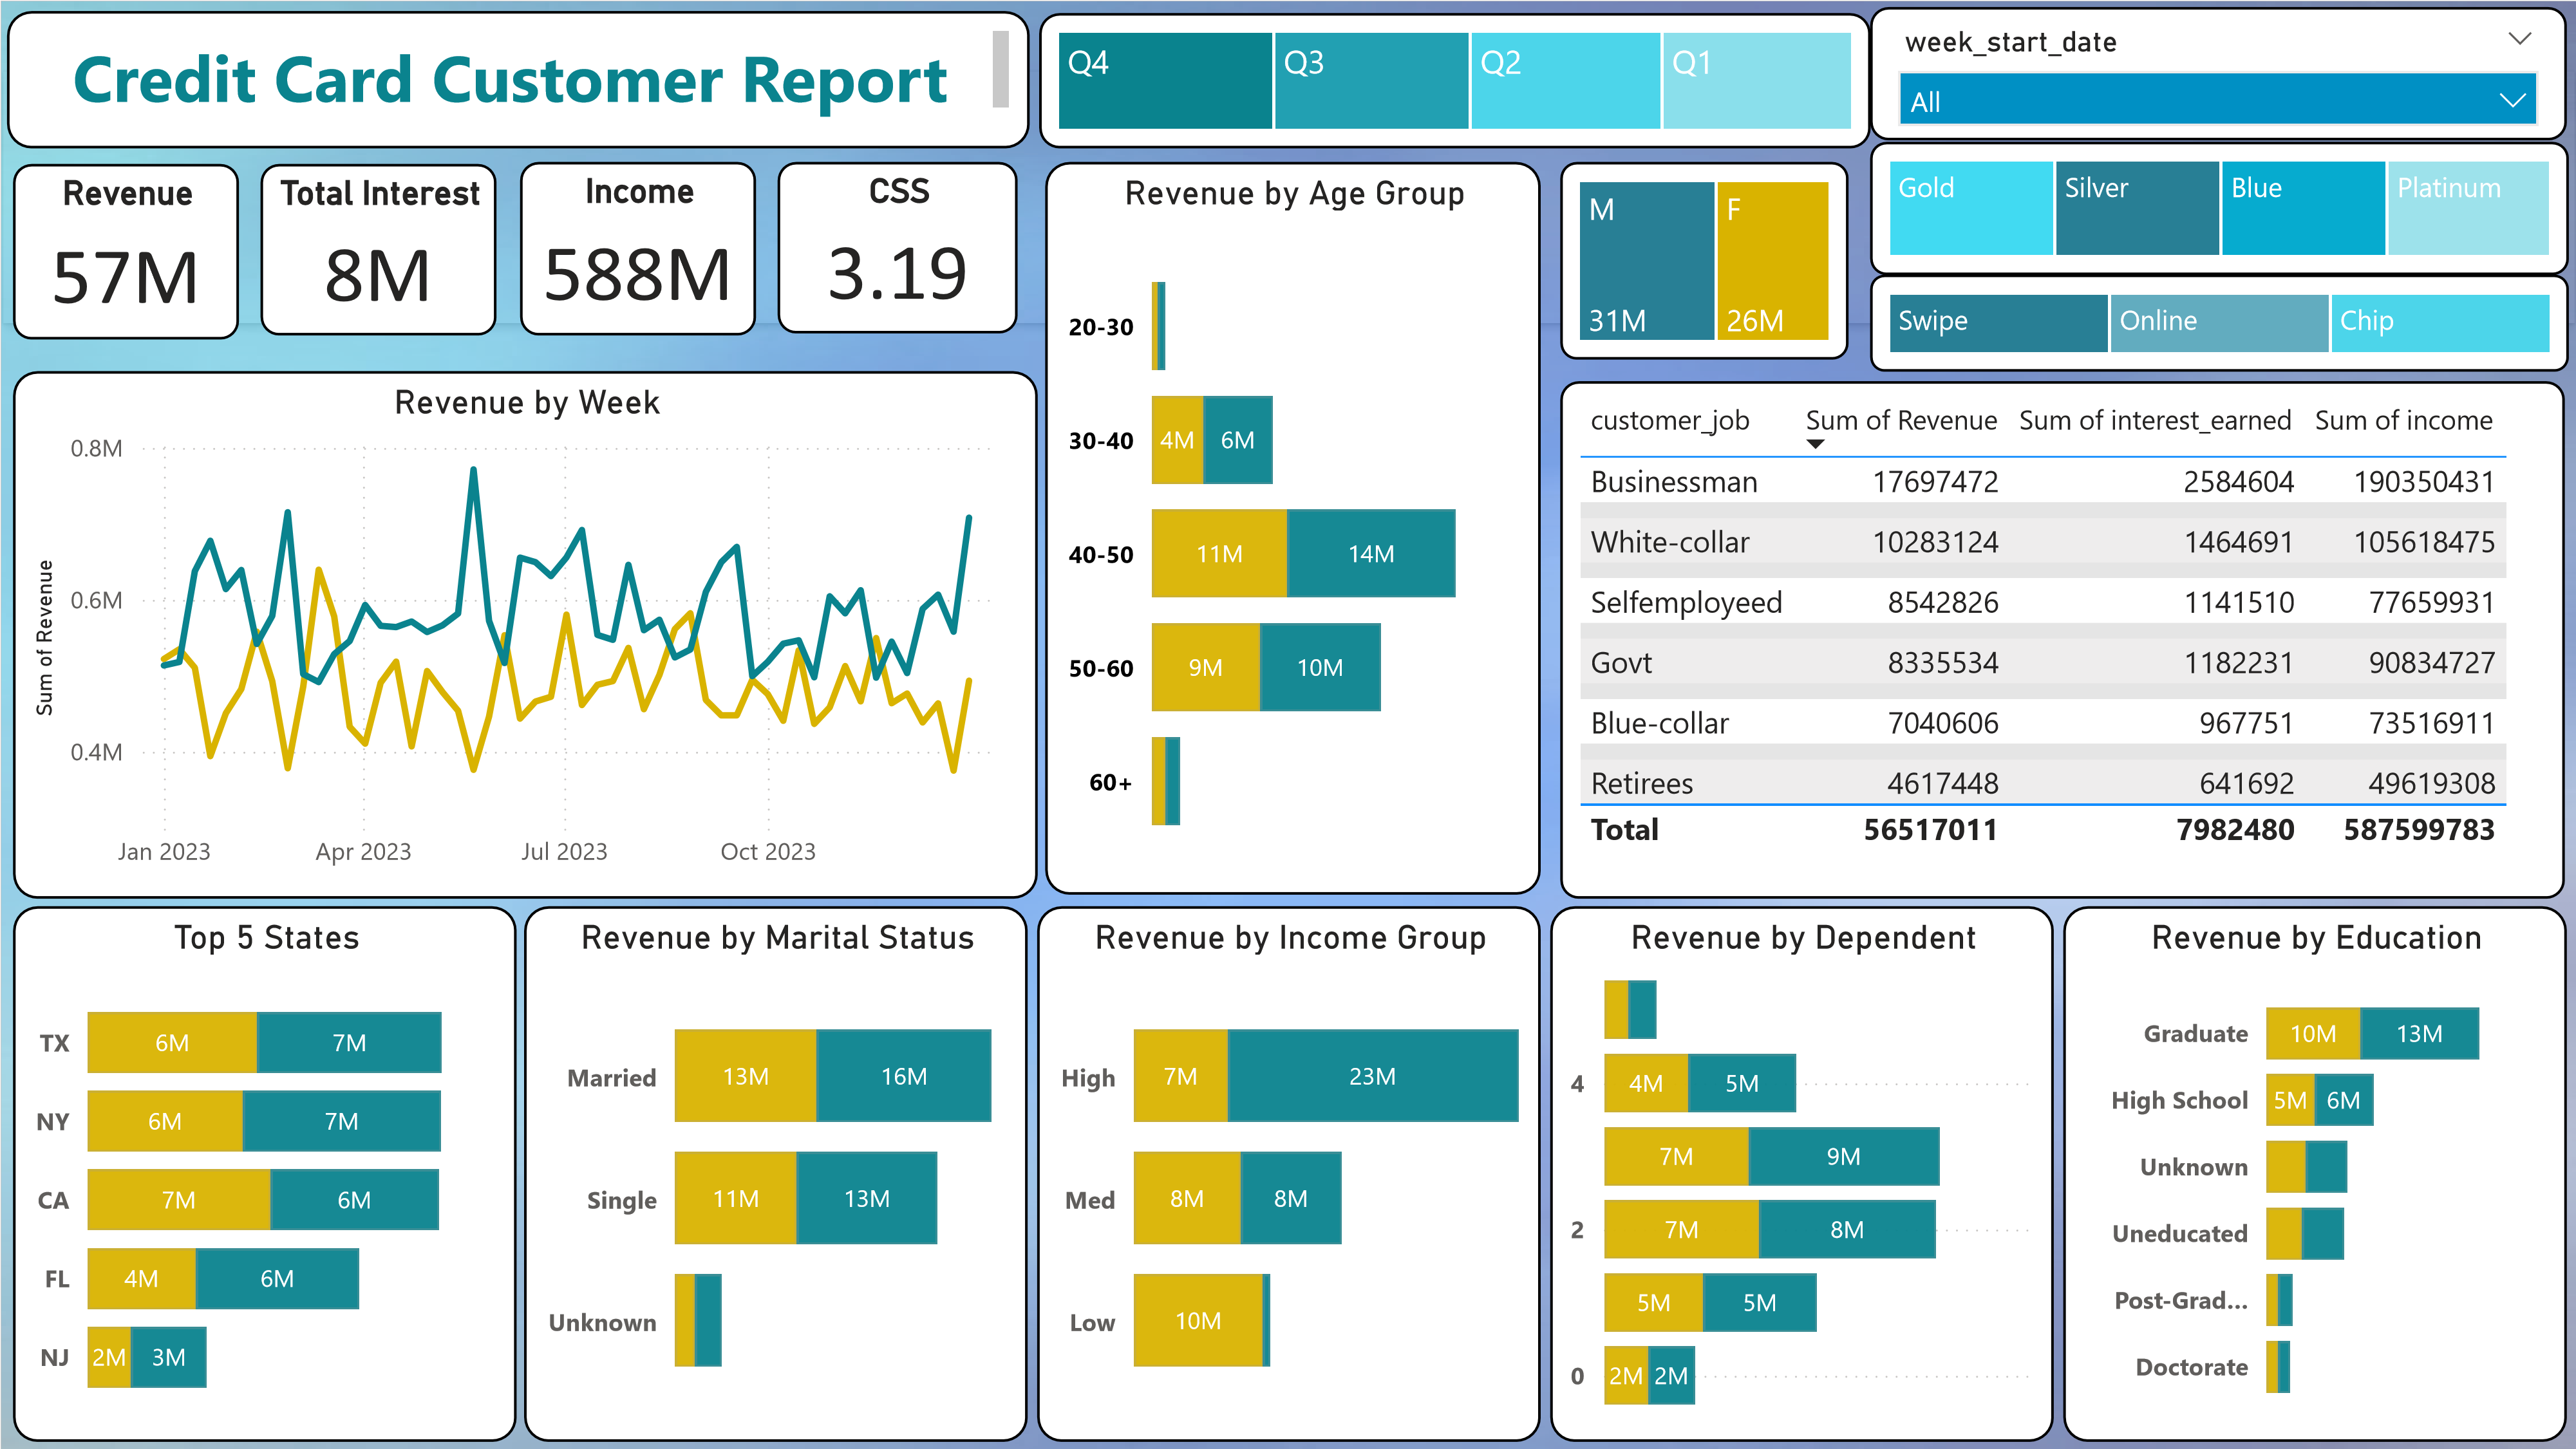 Credit Card Customer Report
Q4
Q3
Q2
Q1
week_start_date
All
Gold
Silver
Blue
Platinum
Swipe
Online
Chip
Revenue
57M
Total Interest
8M
Income
588M
CSS
3.19
Revenue by Age Group
20-30
30-40
4M
6M
40-50
11M
14M
50-60
9M
10M
60+
M
31M
F
26M
Revenue by Week
Sum of Revenue
0.8M
0.6M
0.4M
Jan 2023
Apr 2023
Jul 2023
Oct 2023
customer_job Sum of Revenue Sum of interest_earned Sum of income
Businessman 17697472 2584604 190350431
White-collar 10283124 1464691 105618475
Selfemployeed 8542826 1141510 77659931
Govt 8335534 1182231 90834727
Blue-collar 7040606 967751 73516911
Retirees 4617448 641692 49619308
Total 56517011 7982480 587599783
Top 5 States
TX 6M 7M
NY 6M 7M
CA 7M 6M
FL 4M 6M
NJ 2M 3M
Revenue by Marital Status
Married 13M 16M
Single 11M 13M
Unknown
Revenue by Income Group
High 7M 23M
Med 8M 8M
Low 10M
Revenue by Dependent
4 4M 5M
7M 9M
2 7M 8M
5M 5M
0 2M 2M
Revenue by Education
Graduate 10M 13M
High School 5M 6M
Unknown
Uneducated
Post-Grad...
Doctorate